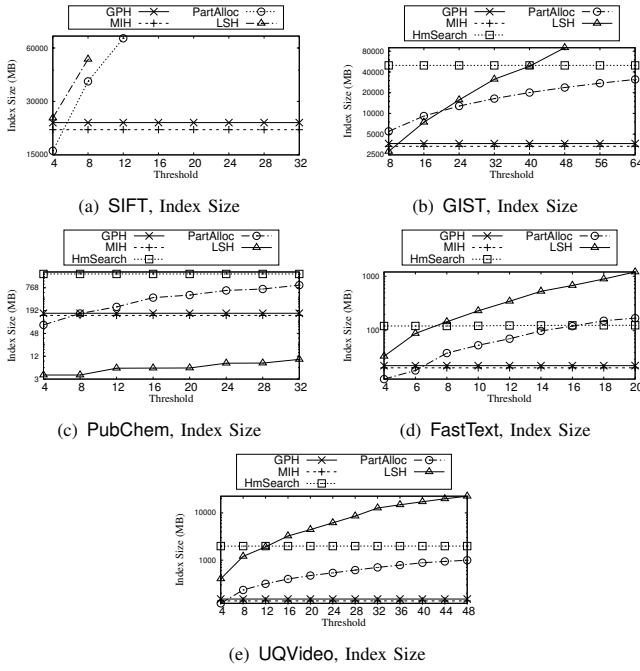 GPH PartAlloc
MIH LSH
Index Size (MB)
60000
30000
15000
4 8 12 16 20 24 28 32
Threshold
(a) SIFT, Index Size
GPH PartAlloc
MIH LSH
HmSearch
Index Size (MB)
80000
40000
20000
10000
5000
2500
8 16 24 32 40 48 56 64
Threshold
(b) GIST, Index Size
GPH PartAlloc
MIH LSH
HmSearch
Index Size (MB)
768
192
48
12
3
4 8 12 16 20 24 28 32
Threshold
(c) PubChem, Index Size
GPH PartAlloc
MIH LSH
HmSearch
Index Size (MB)
1000
100
4 6 8 10 12 14 16 18 20
Threshold
(d) FastText, Index Size
GPH PartAlloc
MIH LSH
HmSearch
Index Size (MB)
10000
1000
4 8 12 16 20 24 28 32 36 40 44 48
Threshold
(e) UQVideo, Index Size